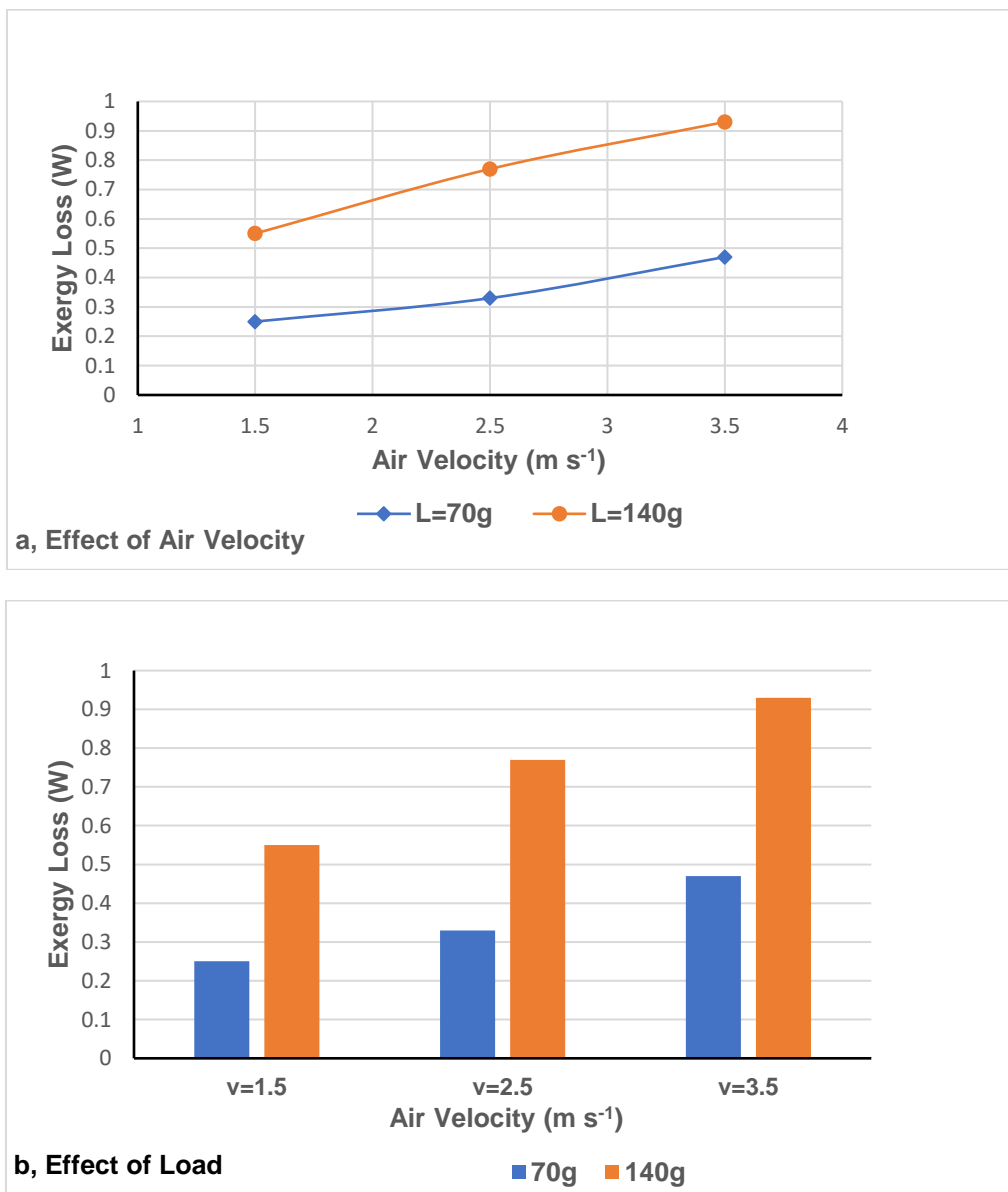 1
0.9
0.8
0.7
0.6
0.5
0.4
0.3
0.2
0.1
0
Exergy Loss (W)
1 1.5 2 2.5 3 3.5 4
Air Velocity (m s-1)
L=70g L=140g
a, Effect of Air Velocity
1
0.9
0.8
0.7
0.6
0.5
0.4
0.3
0.2
0.1
0
Exergy Loss (W)
v=1.5 v=2.5 v=3.5
Air Velocity (m s-1)
b, Effect of Load
70g 140g